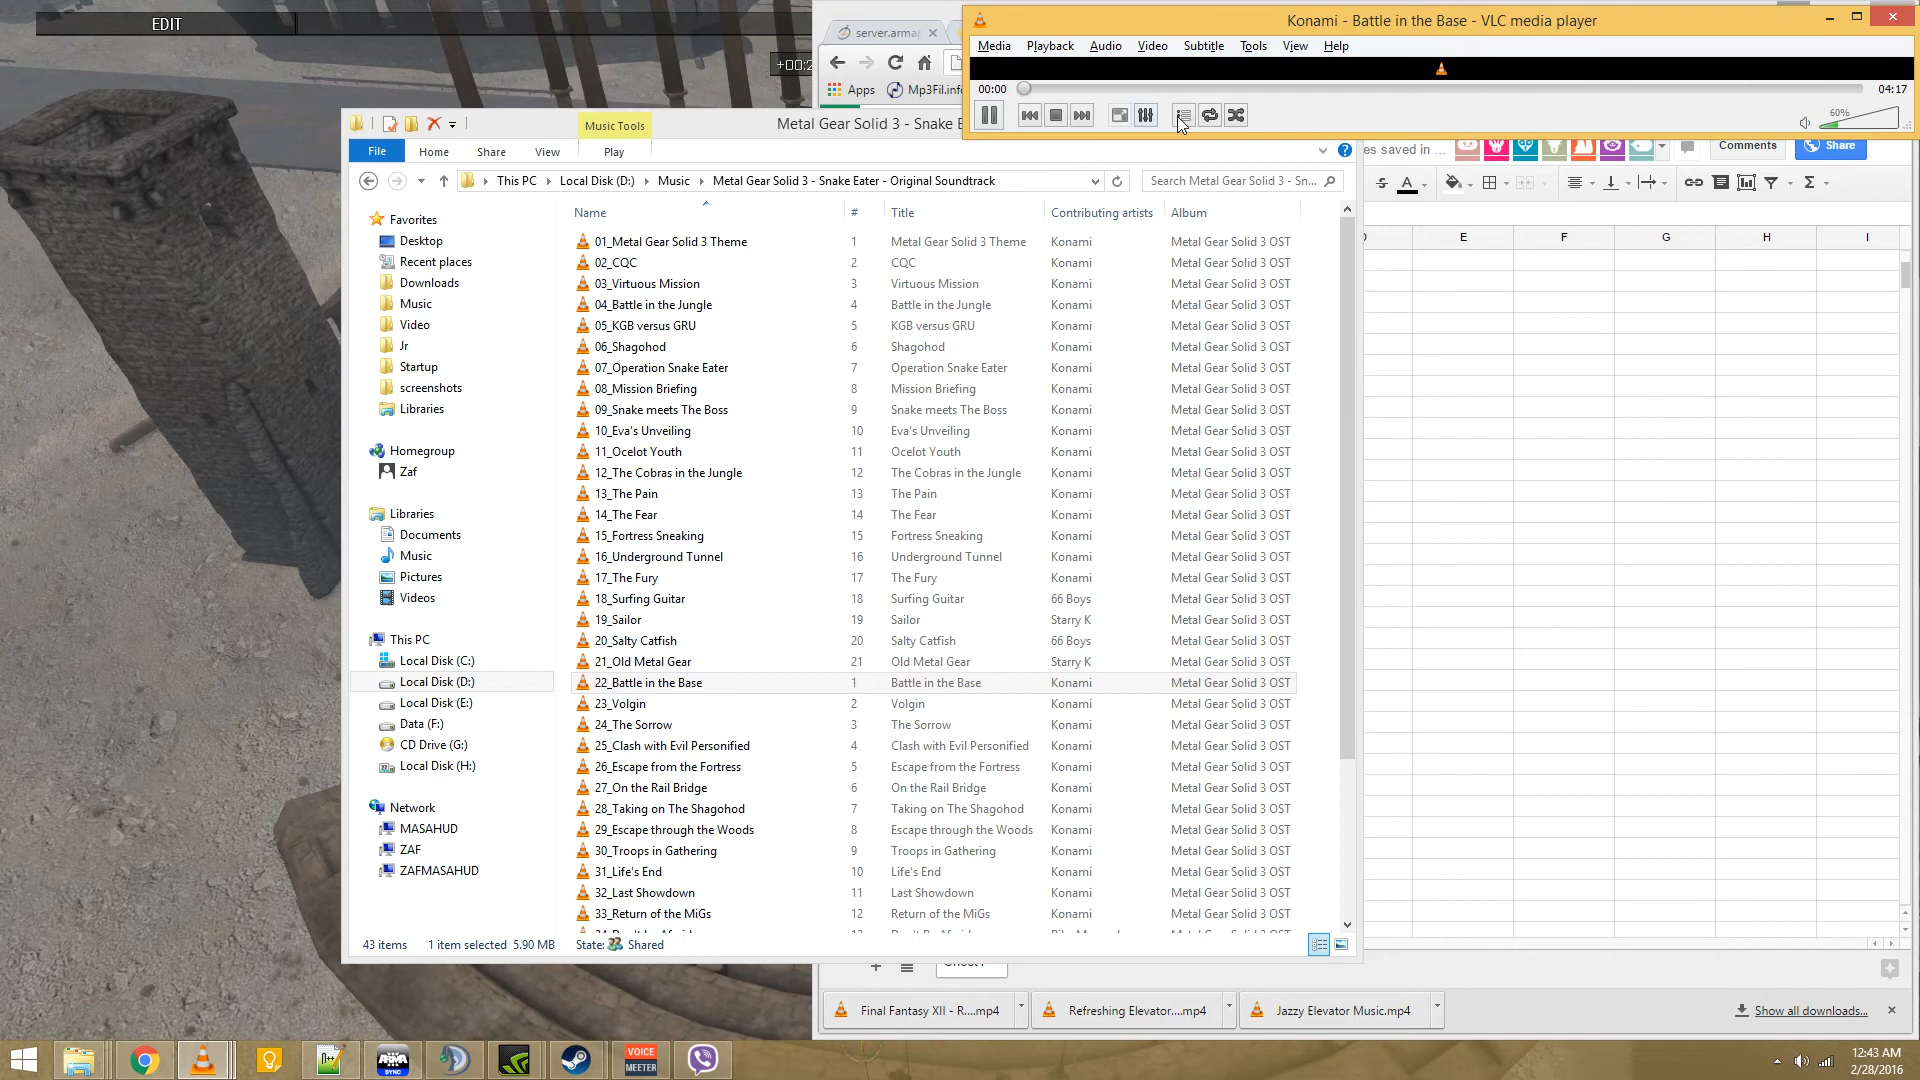 EDIT
+00:2
server.armap
Apps
Mp3Fil.info
Konami - Battle in the Base - VLC media player
Media Playback Audio Video Subtitle Tools View Help
00:00
04:17
60%
Music Tools
Metal Gear Solid 3 - Snake E
File Home Share View Play
This PC Local Disk (D:) Music Metal Gear Solid 3 - Snake Eater - Original Soundtrack
Search Metal Gear Solid 3 - Sn...
es saved in ...
Comments
Share
E F G H I
Favorites
Desktop
Recent places
Downloads
Music
Video
Jr
Startup
screenshots
Libraries
Homegroup
Zaf
Libraries
Documents
Music
Pictures
Videos
This PC
Local Disk (C:)
Local Disk (D:)
Local Disk (E:)
Data (F:)
CD Drive (G:)
Local Disk (H:)
Network
MASAHUD
ZAF
ZAFMASAHUD
Name # Title Contributing artists Album
01_Metal Gear Solid 3 Theme 1 Metal Gear Solid 3 Theme Konami Metal Gear Solid 3 OST
02_CQC 2 CQC Konami Metal Gear Solid 3 OST
03_Virtuous Mission 3 Virtuous Mission Konami Metal Gear Solid 3 OST
04_Battle in the Jungle 4 Battle in the Jungle Konami Metal Gear Solid 3 OST
05_KGB versus GRU 5 KGB versus GRU Konami Metal Gear Solid 3 OST
06_Shagohod 6 Shagohod Konami Metal Gear Solid 3 OST
07_Operation Snake Eater 7 Operation Snake Eater Konami Metal Gear Solid 3 OST
08_Mission Briefing 8 Mission Briefing Konami Metal Gear Solid 3 OST
09_Snake meets The Boss 9 Snake meets The Boss Konami Metal Gear Solid 3 OST
10_Eva's Unveiling 10 Eva's Unveiling Konami Metal Gear Solid 3 OST
11_Ocelot Youth 11 Ocelot Youth Konami Metal Gear Solid 3 OST
12_The Cobras in the Jungle 12 The Cobras in the Jungle Konami Metal Gear Solid 3 OST
13_The Pain 13 The Pain Konami Metal Gear Solid 3 OST
14_The Fear 14 The Fear Konami Metal Gear Solid 3 OST
15_Fortress Sneaking 15 Fortress Sneaking Konami Metal Gear Solid 3 OST
16_Underground Tunnel 16 Underground Tunnel Konami Metal Gear Solid 3 OST
17_The Fury 17 The Fury Konami Metal Gear Solid 3 OST
18_Surfing Guitar 18 Surfing Guitar 66 Boys Metal Gear Solid 3 OST
19_Sailor 19 Sailor Starry K Metal Gear Solid 3 OST
20_Salty Catfish 20 Salty Catfish 66 Boys Metal Gear Solid 3 OST
21_Old Metal Gear 21 Old Metal Gear Starry K Metal Gear Solid 3 OST
22_Battle in the Base 1 Battle in the Base Konami Metal Gear Solid 3 OST
23_Volgin 2 Volgin Konami Metal Gear Solid 3 OST
24_The Sorrow 3 The Sorrow Konami Metal Gear Solid 3 OST
25_Clash with Evil Personified 4 Clash with Evil Personified Konami Metal Gear Solid 3 OST
26_Escape from the Fortress 5 Escape from the Fortress Konami Metal Gear Solid 3 OST
27_On the Rail Bridge 6 On the Rail Bridge Konami Metal Gear Solid 3 OST
28_Taking on The Shagohod 7 Taking on The Shagohod Konami Metal Gear Solid 3 OST
29_Escape through the Woods 8 Escape through the Woods Konami Metal Gear Solid 3 OST
30_Troops in Gathering 9 Troops in Gathering Konami Metal Gear Solid 3 OST
31_Life's End 10 Life's End Konami Metal Gear Solid 3 OST
32_Last Showdown 11 Last Showdown Konami Metal Gear Solid 3 OST
33_Return of the MiGs 12 Return of the MiGs Konami Metal Gear Solid 3 OST
43 items 1 item selected 5.90 MB State: Shared
Final Fantasy XII - R....mp4
Refreshing Elevator....mp4
Jazzy Elevator Music.mp4
Show all downloads...
ARMA
SYNC
VOICE
MEETER
12:43 AM
2/28/2016